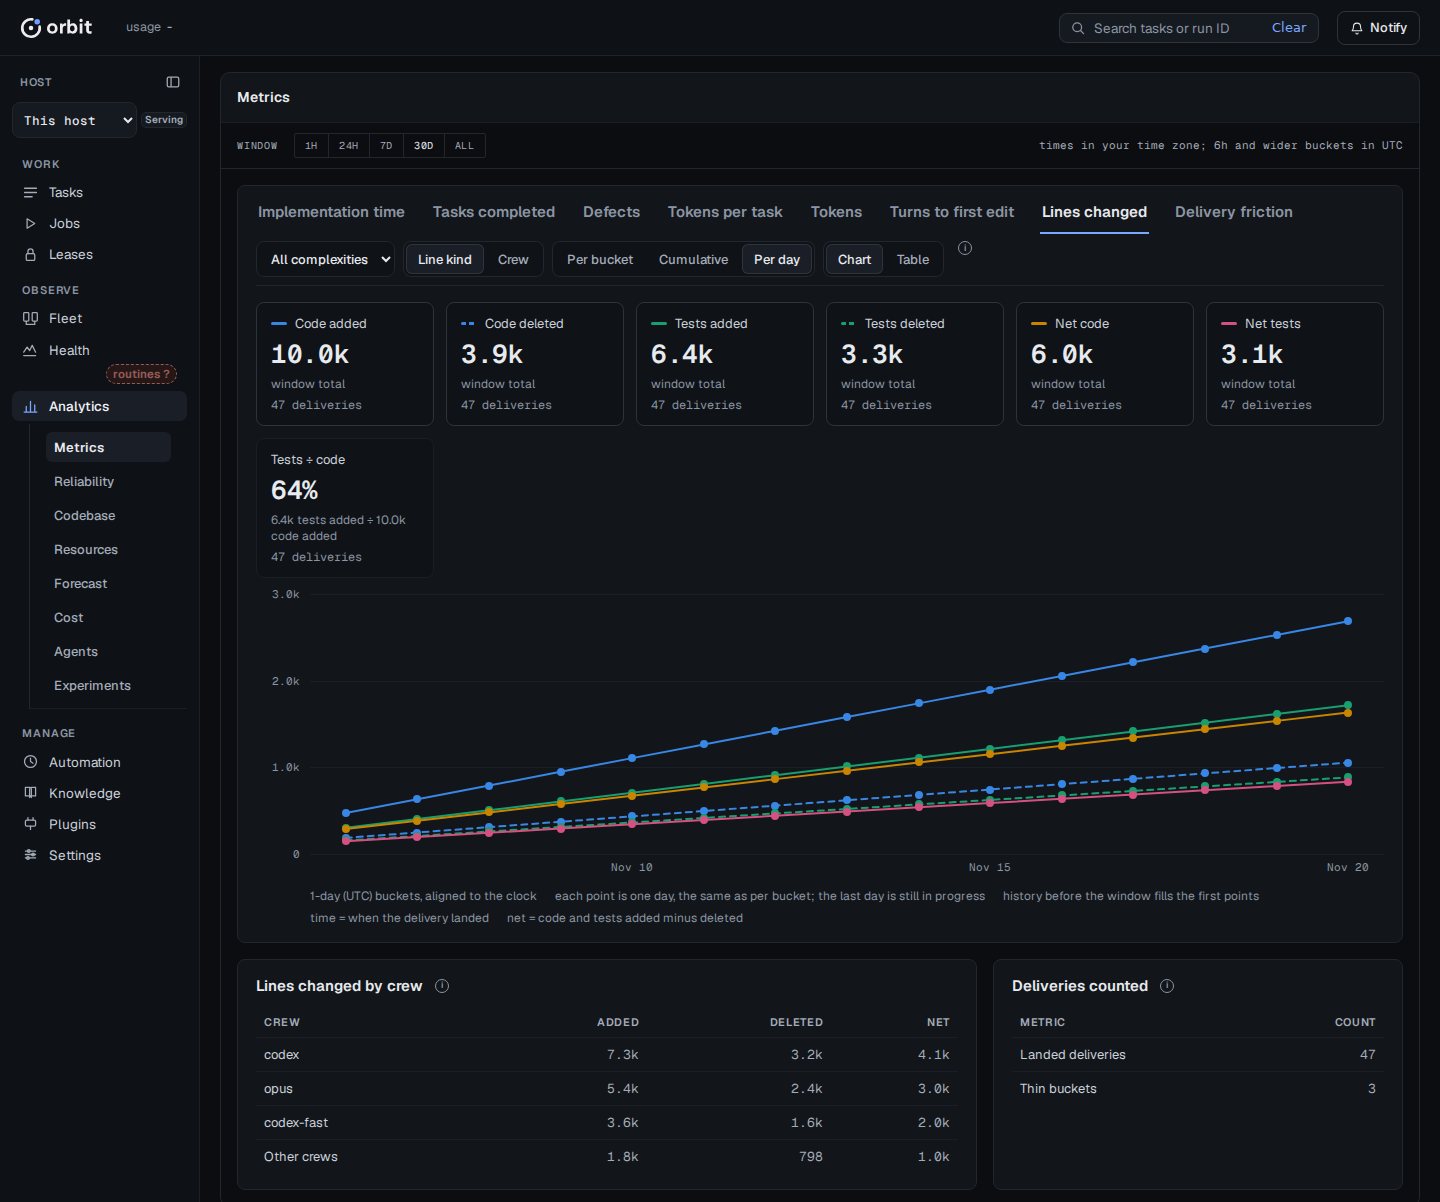 orbit
usage -
Search tasks or run ID
Clear
Notify
HOST
This host
Serving
WORK
Tasks
Jobs
Leases
OBSERVE
Fleet
Health
routines ?
Analytics
Metrics
Reliability
Codebase
Resources
Forecast
Cost
Agents
Experiments
MANAGE
Automation
Knowledge
Plugins
Settings
Metrics
WINDOW 1H 24H 7D 30D ALL
times in your time zone; 6h and wider buckets in UTC
Implementation time Tasks completed Defects Tokens per task Tokens Turns to first edit Lines changed Delivery friction
All complexities Line kind Crew Per bucket Cumulative Per day Chart Table
Code added
10.0k
window total
47 deliveries
Code deleted
3.9k
window total
47 deliveries
Tests added
6.4k
window total
47 deliveries
Tests deleted
3.3k
window total
47 deliveries
Net code
6.0k
window total
47 deliveries
Net tests
3.1k
window total
47 deliveries
Tests ÷ code
64%
6.4k tests added ÷ 10.0k
code added
47 deliveries
3.0k
2.0k
1.0k
0
Nov 10 Nov 15 Nov 20
1-day (UTC) buckets, aligned to the clock each point is one day, the same as per bucket; the last day is still in progress history before the window fills the first points
time = when the delivery landed net = code and tests added minus deleted
Lines changed by crew
CREW ADDED DELETED NET
codex 7.3k 3.2k 4.1k
opus 5.4k 2.4k 3.0k
codex-fast 3.6k 1.6k 2.0k
Other crews 1.8k 798 1.0k
Deliveries counted
METRIC COUNT
Landed deliveries 47
Thin buckets 3